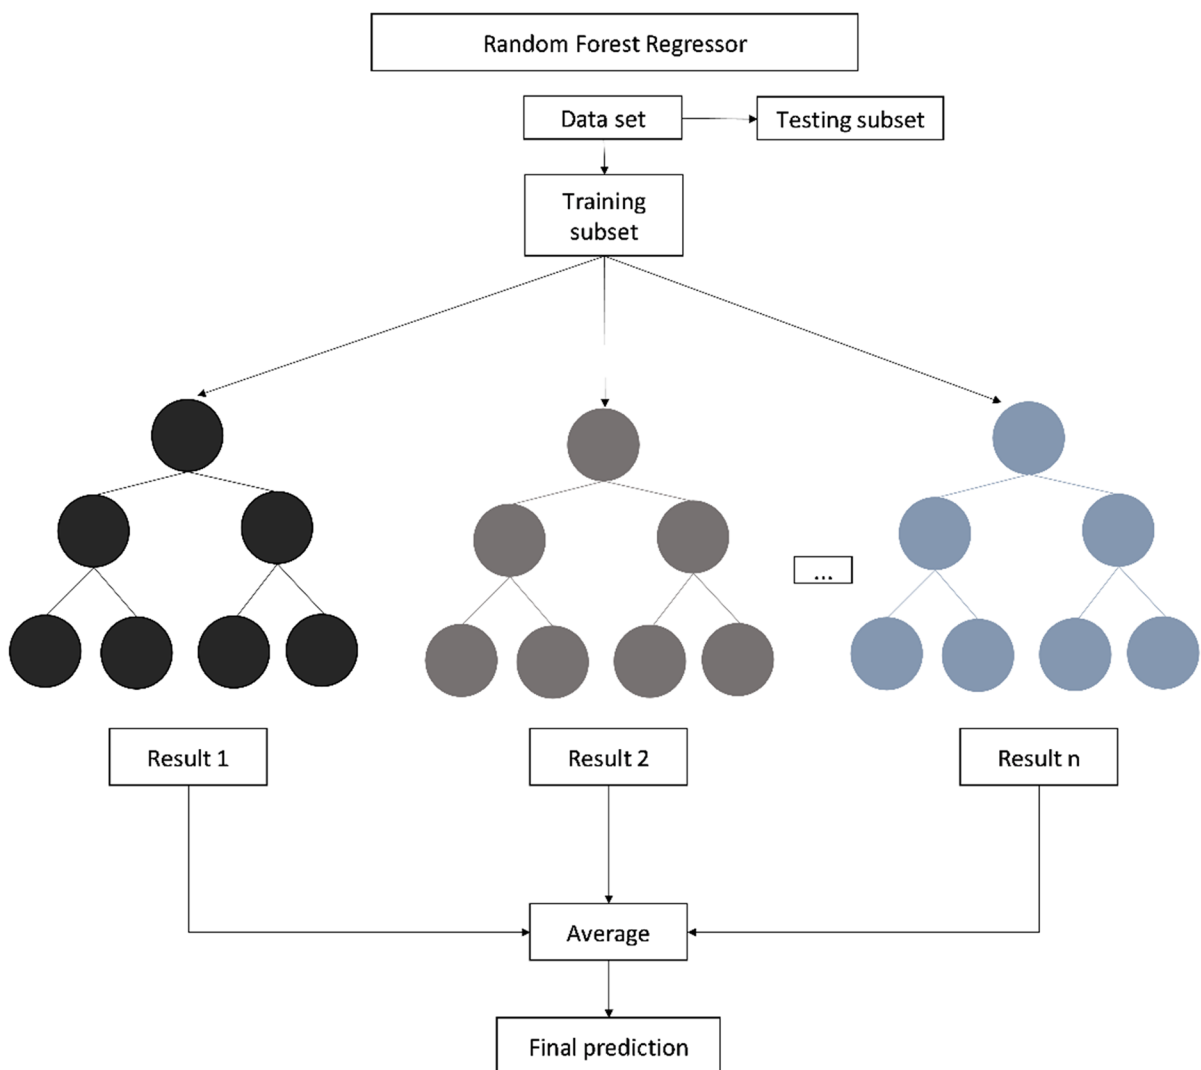 Random Forest Regressor
Data set
Testing subset
Training
subset
...
Result 1
Result 2
Result n
Average
Final prediction